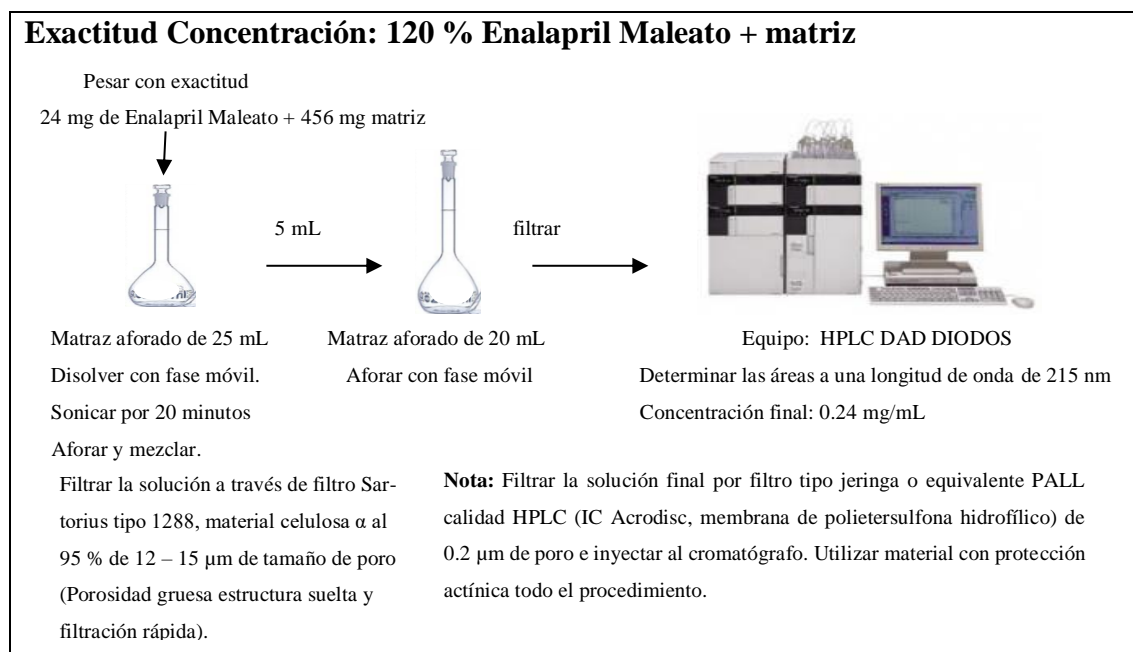 Exactitud Concentración: 120 % Enalapril Maleato + matriz
Pesar con exactitud
24 mg de Enalapril Maleato + 456 mg matriz
5 mL
filtrar
Matraz aforado de 25 mL
Disolver con fase móvil.
Sonicar por 20 minutos
Aforar y mezclar.
Filtrar la solución a través de filtro Sar-
torius tipo 1288, material celulosa α al
95 % de 12 – 15 µm de tamaño de poro
(Porosidad gruesa estructura suelta y
filtración rápida).
Matraz aforado de 20 mL
Aforar con fase móvil
Equipo:  HPLC DAD DIODOS
Determinar las áreas a una longitud de onda de 215 nm
Concentración final: 0.24 mg/mL
Nota: Filtrar la solución final por filtro tipo jeringa o equivalente PALL
calidad HPLC (IC Acrodisc, membrana de polietersulfona hidrofílico) de
0.2 µm de poro e inyectar al cromatógrafo. Utilizar material con protección
actínica todo el procedimiento.